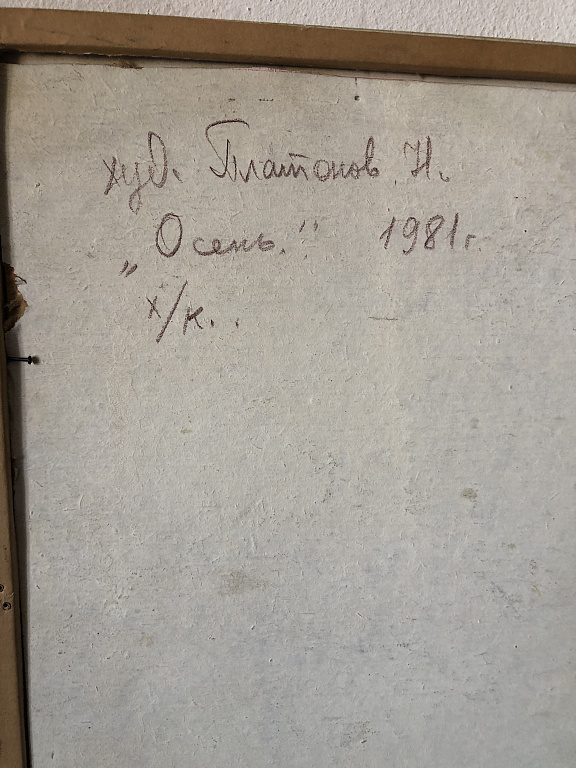 худ. Платонов Н.
„Осень.“ 1981г.
х/к..